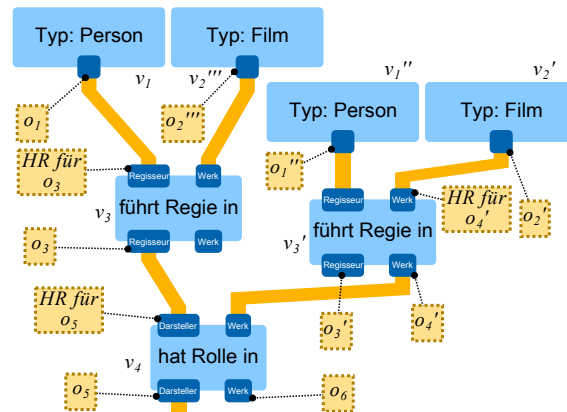 Typ: Person
Typ: Film
v1
v2'''
v1''
v2'
o1
o2'''
Typ: Person
Typ: Film
HR für
o3
o1''
Regisseur
Werk
führt Regie in
v3
Regisseur
Werk
HR für
o4'
o2'
Regisseur
Werk
führt Regie in
v3'
o3
Regisseur
Werk
HR für
o5
o3'
o4'
Darsteller
Werk
hat Rolle in
v4
o5
Darsteller
Werk
o6